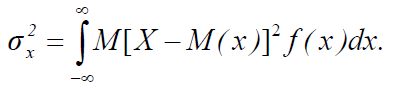 σ_x^2 = ∫_{-∞}^{∞} M[X – M(x)]^2 f(x)dx.